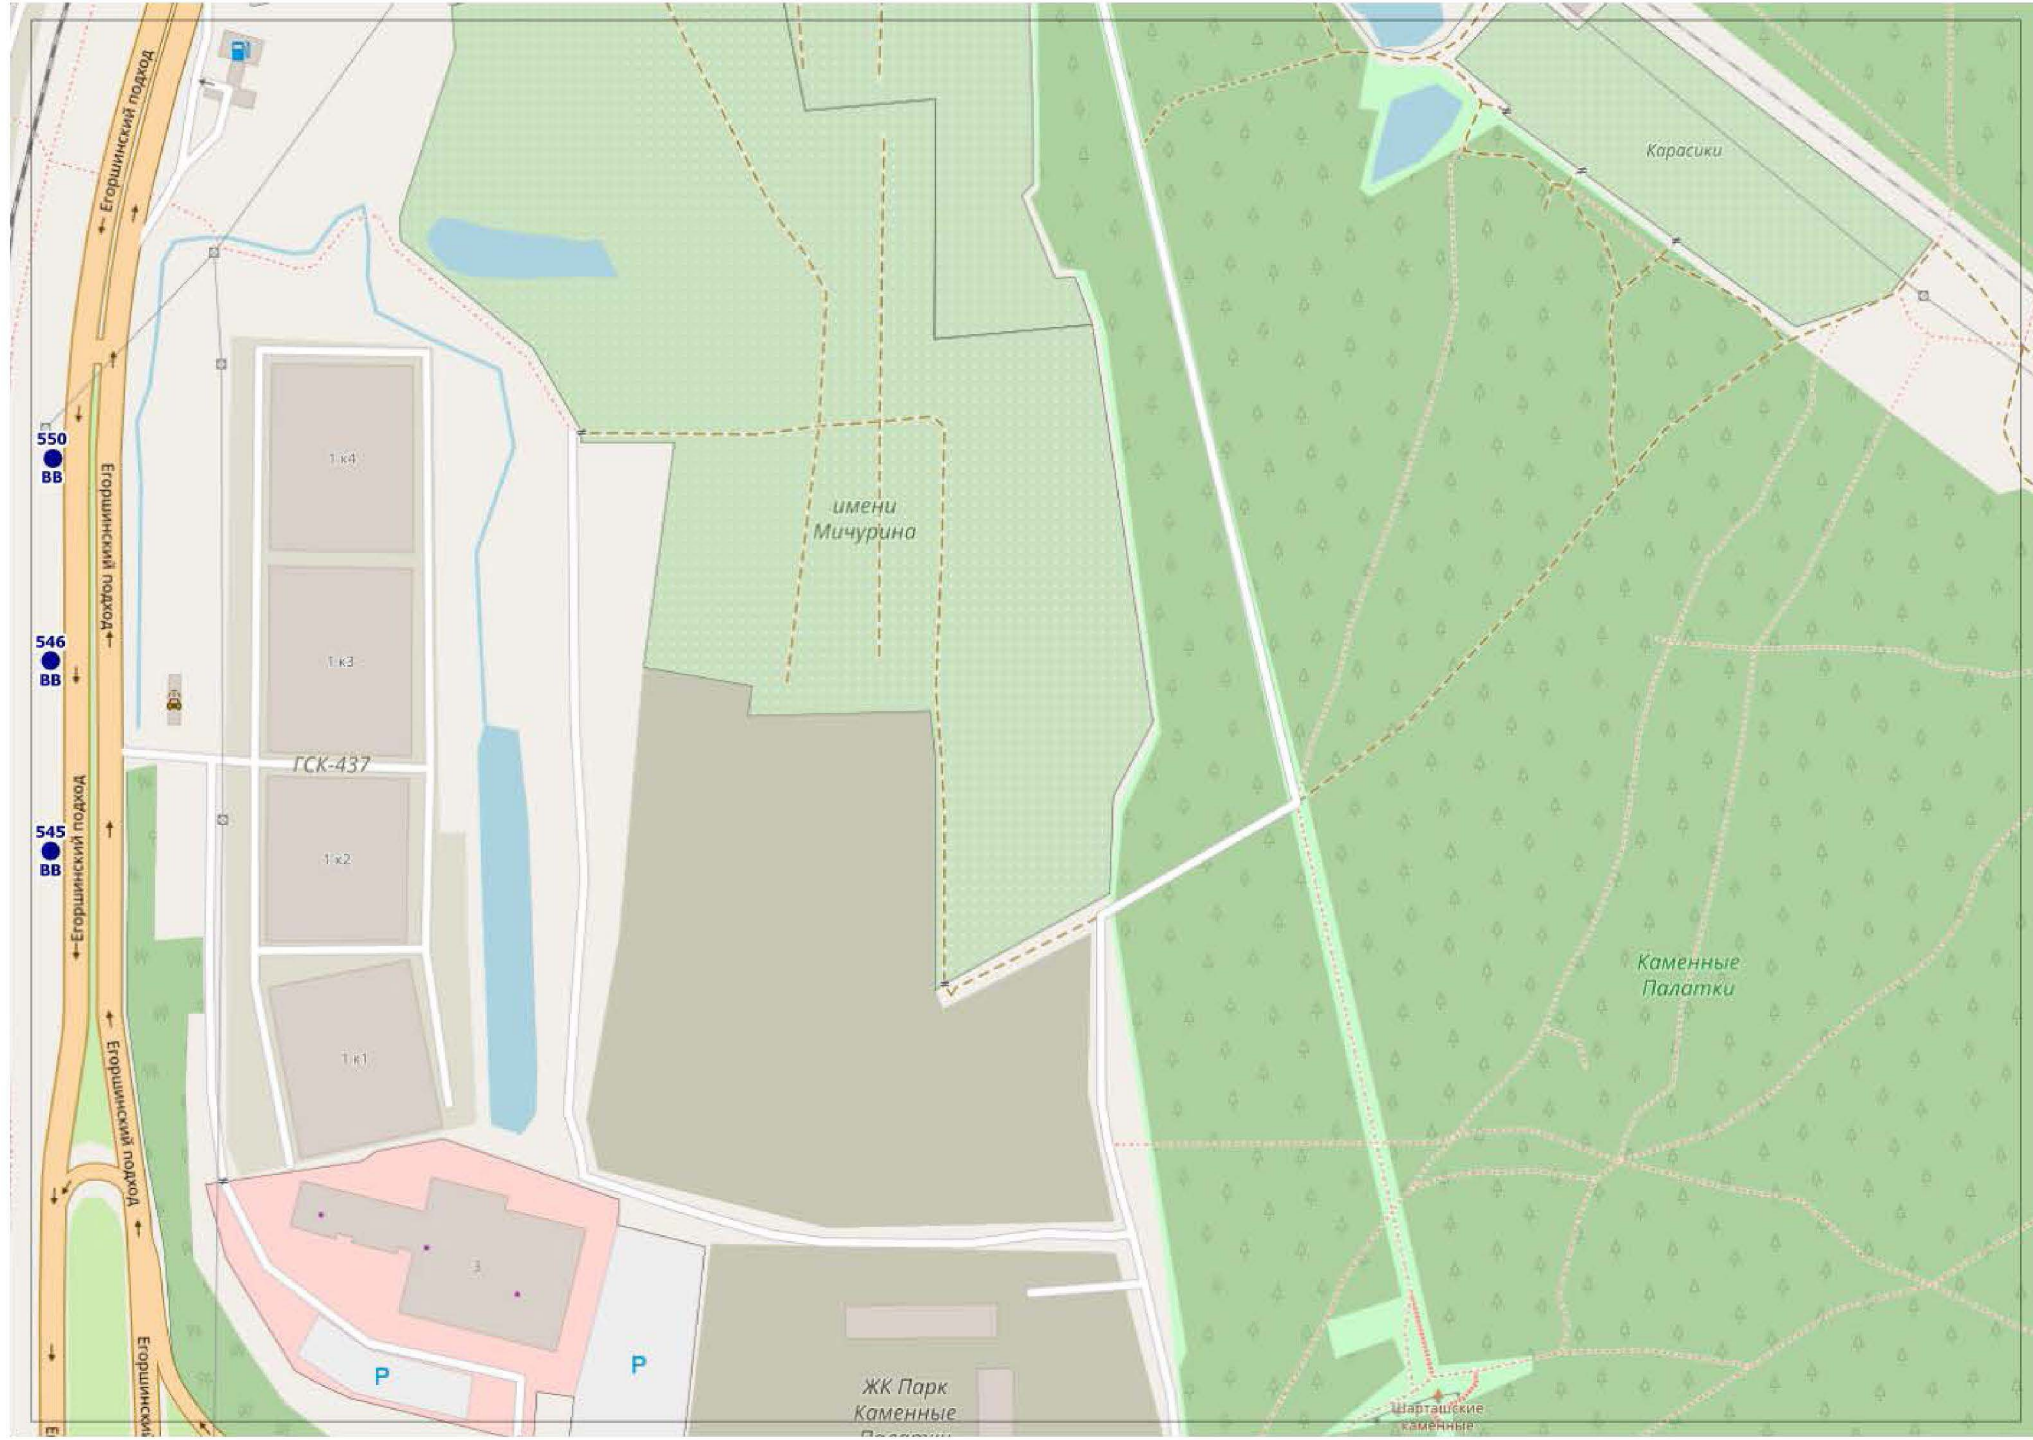 Егоршинский подход
Карасики
550
ВВ
1 к4
Егоршинский подход
имени
Мичурина
546
ВВ
1 к3
ГСК-437
Егоршинский подход
545
ВВ
1 к2
Каменные
Палатки
1 к1
Егоршинский подход
3
P
P
ЖК Парк
Каменные
Палатки
Шарташские
каменные
Егоршинский
Е